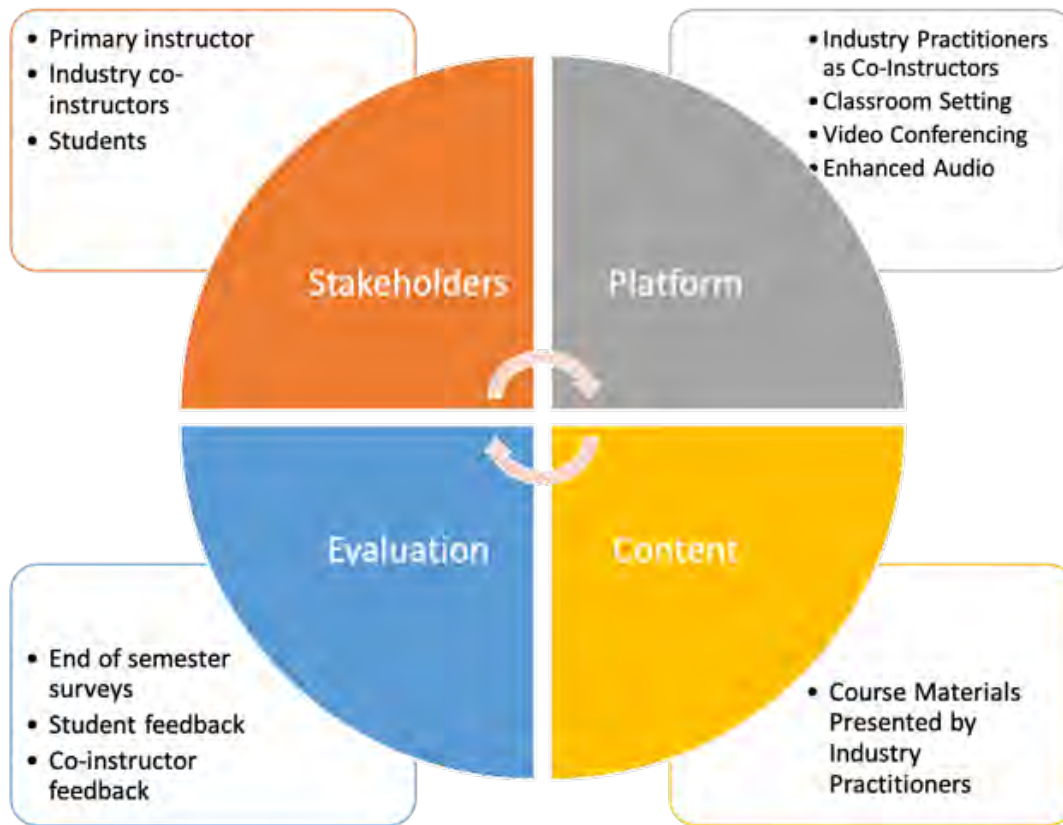 • Primary instructor
• Industry co-
instructors
• Students
• Industry Practitioners
as Co-Instructors
• Classroom Setting
• Video Conferencing
• Enhanced Audio
Stakeholders
Platform
Evaluation
Content
• End of semester
surveys
• Student feedback
• Co-instructor
feedback
• Course Materials
Presented by
Industry
Practitioners